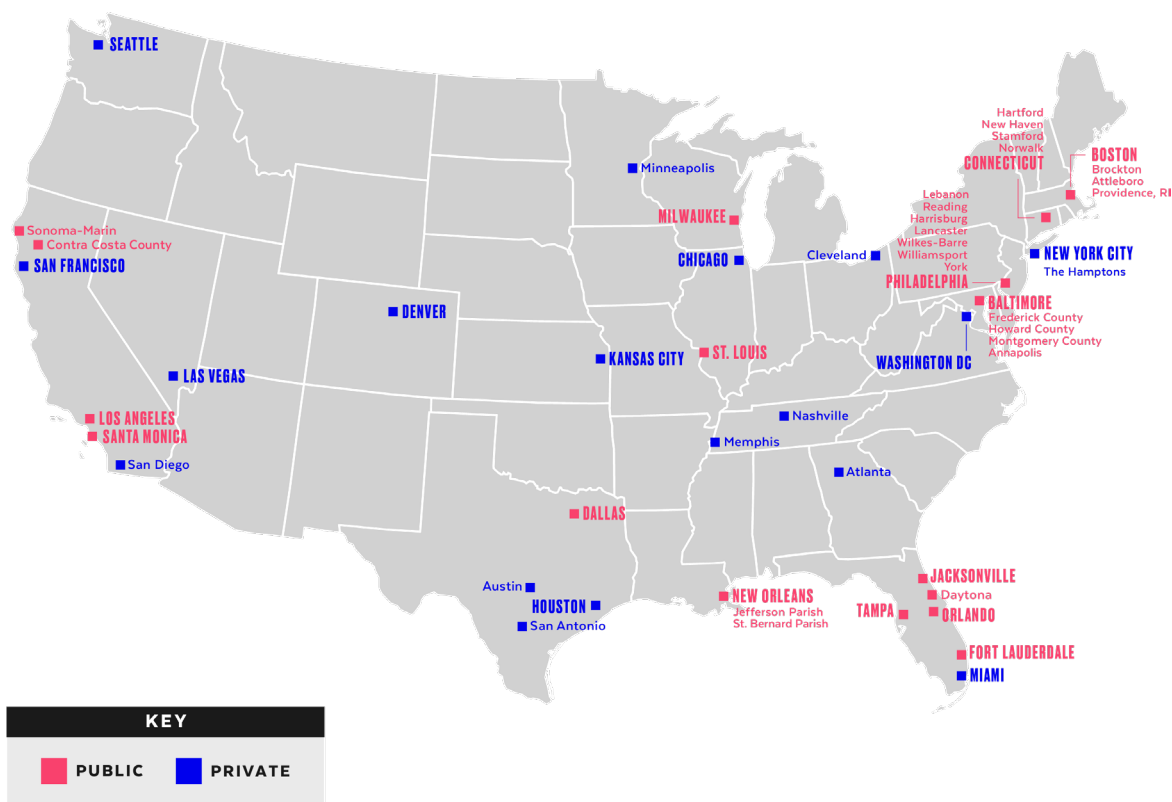 SEATTLE
Minneapolis
Hartford
New Haven
Stamford
Norwalk
CONNECTICUT
BOSTON
Brockton
Attleboro
Providence, RI
Sonoma-Marin
Contra Costa County
SAN FRANCISCO
MILWAUKEE
CHICAGO
Cleveland
Lebanon
Reading
Harrisburg
Lancaster
Wilkes-Barre
Williamsport
York
PHILADELPHIA
NEW YORK CITY
The Hamptons
BALTIMORE
Frederick County
Howard County
Montgomery County
Annapolis
WASHINGTON DC
DENVER
KANSAS CITY
ST. LOUIS
LAS VEGAS
LOS ANGELES
SANTA MONICA
San Diego
Nashville
Memphis
Atlanta
DALLAS
Austin
HOUSTON
San Antonio
NEW ORLEANS
Jefferson Parish
St. Bernard Parish
JACKSONVILLE
Daytona
TAMPA
ORLANDO
FORT LAUDERDALE
MIAMI
KEY
PUBLIC
PRIVATE